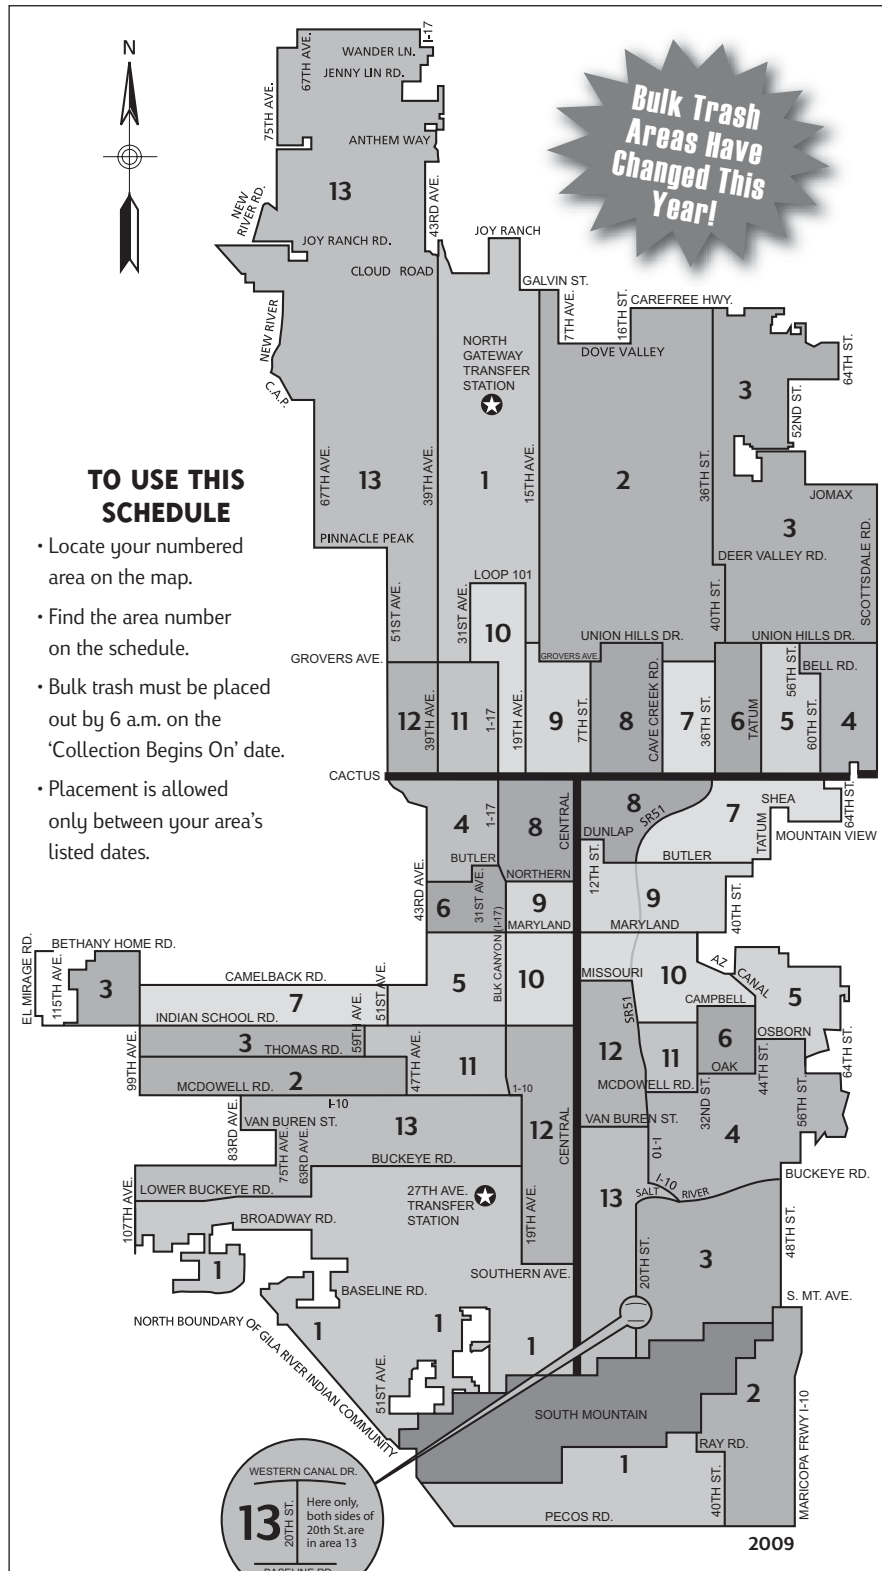 N
Bulk Trash
Areas Have
Changed This
Year!
I-17
67TH AVE.
WANDER LN.
JENNY LIN RD.
75TH AVE.
ANTHEM WAY
13
43RD AVE.
NEW
RIVER RD.
JOY RANCH RD.
JOY RANCH
CLOUD ROAD
GALVIN ST.
7TH AVE.
16TH ST.
CAREFREE HWY.
NEW RIVER
DOVE VALLEY
64TH ST.
NORTH
GATEWAY
TRANSFER
STATION
C.A.P.
3
52ND ST.
TO USE THIS
SCHEDULE
• Locate your numbered
area on the map.
• Find the area number
on the schedule.
• Bulk trash must be placed
out by 6 a.m. on the
'Collection Begins On' date.
• Placement is allowed
only between your area's
listed dates.
67TH AVE.
13
39TH AVE.
1
15TH AVE.
2
36TH ST.
JOMAX
3
SCOTTSDALE RD.
PINNACLE PEAK
DEER VALLEY RD.
51ST AVE.
31ST AVE.
LOOP 101
40TH ST.
10
UNION HILLS DR.
UNION HILLS DR.
GROVERS AVE.
GROVERS AVE.
CAVE CREEK RD.
56TH ST.
BELL RD.
12
39TH AVE.
11
1-17
19TH AVE.
9
7TH ST.
8
7
36TH ST.
6
TATUM
5
60TH ST.
4
CACTUS
4
1-17
8
CENTRAL
8
SR51
7
SHEA
64TH ST.
DUNLAP
TATUM
MOUNTAIN VIEW
BUTLER
BUTLER
12TH ST.
43RD AVE.
31ST AVE.
NORTHERN
6
9
9
40TH ST.
MARYLAND
MARYLAND
BLK CANYON (I-17)
EL MIRAGE RD.
BETHANY HOME RD.
115TH AVE.
3
CAMELBACK RD.
51ST AVE.
5
10
MISSOURI
10
AZ
CANAL
5
7
INDIAN SCHOOL RD.
SR51
CAMPBELL
59TH AVE.
OSBORN
64TH ST.
99TH AVE.
3
THOMAS RD.
47TH AVE.
11
12
11
6
OAK
44TH ST.
2
MCDOWELL RD.
1-10
MCDOWELL RD.
32ND ST.
56TH ST.
I-10
83RD AVE.
VAN BUREN ST.
13
12
CENTRAL
VAN BUREN ST.
I-10
4
75TH AVE.
63RD AVE.
BUCKEYE RD.
BUCKEYE RD.
107TH AVE.
LOWER BUCKEYE RD.
27TH AVE.
TRANSFER
STATION
19TH AVE.
13
I-10
SALT
RIVER
48TH ST.
BROADWAY RD.
1
20TH ST.
3
SOUTHERN AVE.
BASELINE RD.
S. MT. AVE.
NORTH BOUNDARY OF GILA RIVER INDIAN COMMUNITY
1
1
1
51ST AVE.
2
SOUTH MOUNTAIN
MARICOPA FRWY I-10
RAY RD.
1
40TH ST.
WESTERN CANAL DR.
13
20TH ST.
Here only,
both sides of
20th St. are
in area 13
BASELINE RD.
PECOS RD.
2009